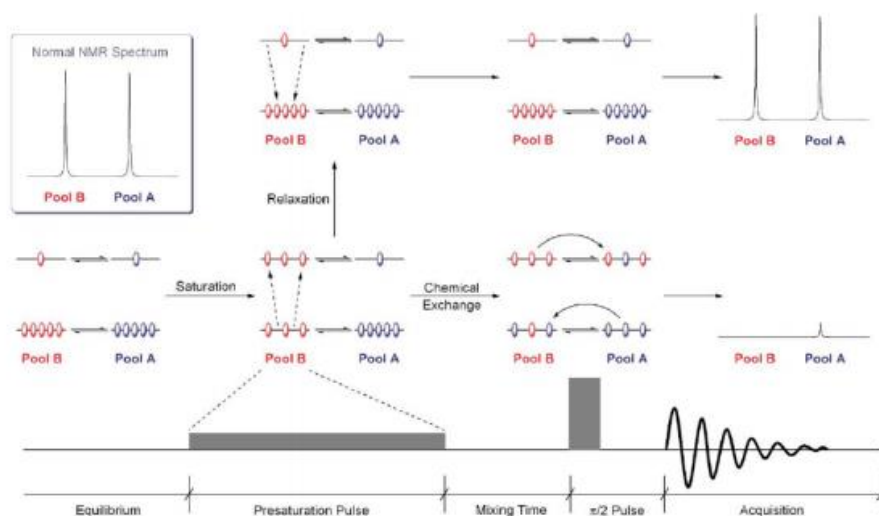 Normal NMR Spectrum
Pool B Pool A
Pool B Pool A
Pool B Pool A
Pool B Pool A
Relaxation
Saturation
Chemical
Exchange
Pool B Pool A
Pool B Pool A
Pool B Pool A
Pool B Pool A
Equilibrium
Presaturation Pulse
Mixing Time
π/2 Pulse
Acquisition